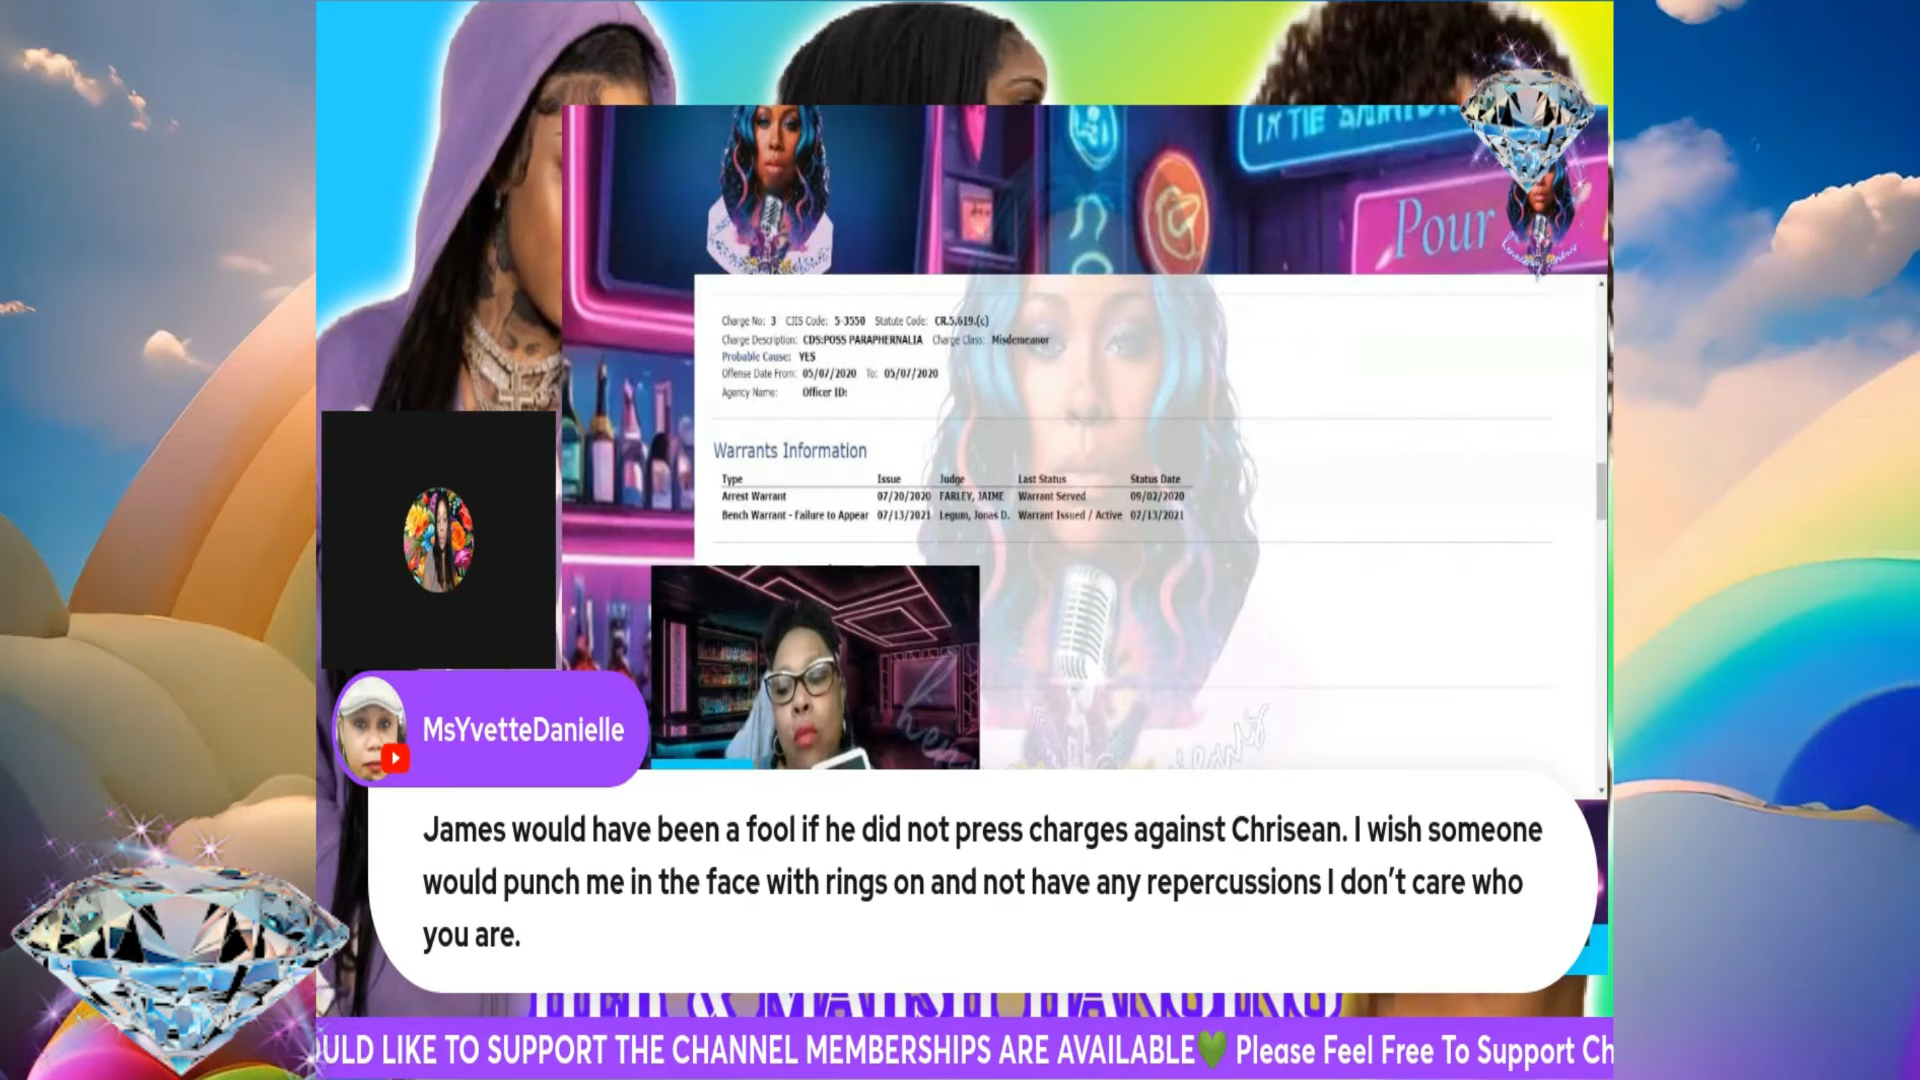 IN THE
Pour
Charge No: 3 CJIS Code: 5-3550 Statute Code: CR.5.619.(c)
Charge Description: CDS:POSS PARAPHERNALIA Charge Class: Misdemeanor
Probable Cause: YES
Offense Date From: 05/07/2020 To: 05/07/2020
Agency Name: Officer ID:
Warrants Information
Type Issue Judge Last Status Status Date
Arrest Warrant 07/20/2020 FARLEY, JAIME Warrant Served 09/02/2020
Bench Warrant - Failure to Appear 07/13/2021 Legum, Jonas D. Warrant Issued / Active 07/13/2021
MsYvetteDanielle
James would have been a fool if he did not press charges against Chrisean. I wish someone
would punch me in the face with rings on and not have any repercussions I don't care who
you are.
OULD LIKE TO SUPPORT THE CHANNEL MEMBERSHIPS ARE AVAILABLE💚 Please Feel Free To Support Ch